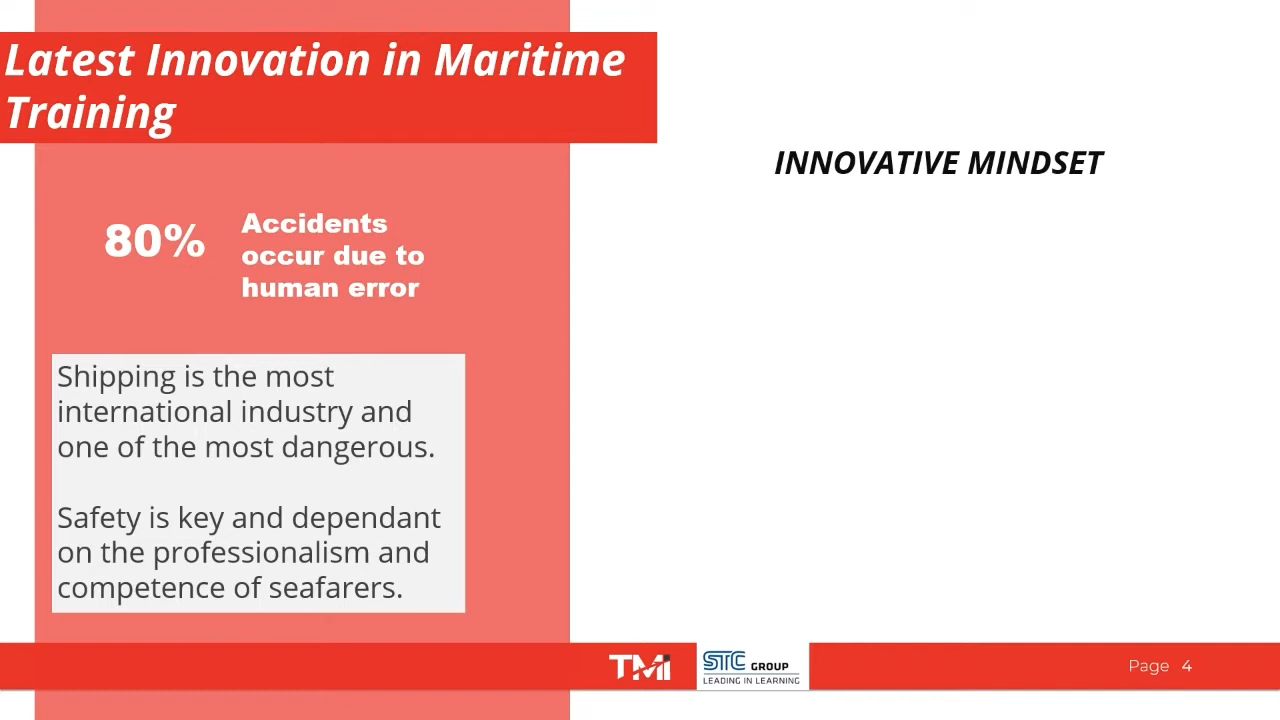 Latest Innovation in Maritime
Training
INNOVATIVE MINDSET
80%
Accidents
occur due to
human error
Shipping is the most
international industry and
one of the most dangerous.
Safety is key and dependant
on the professionalism and
competence of seafarers.
TMi
STC GROUP
LEADING IN LEARNING
Page 4